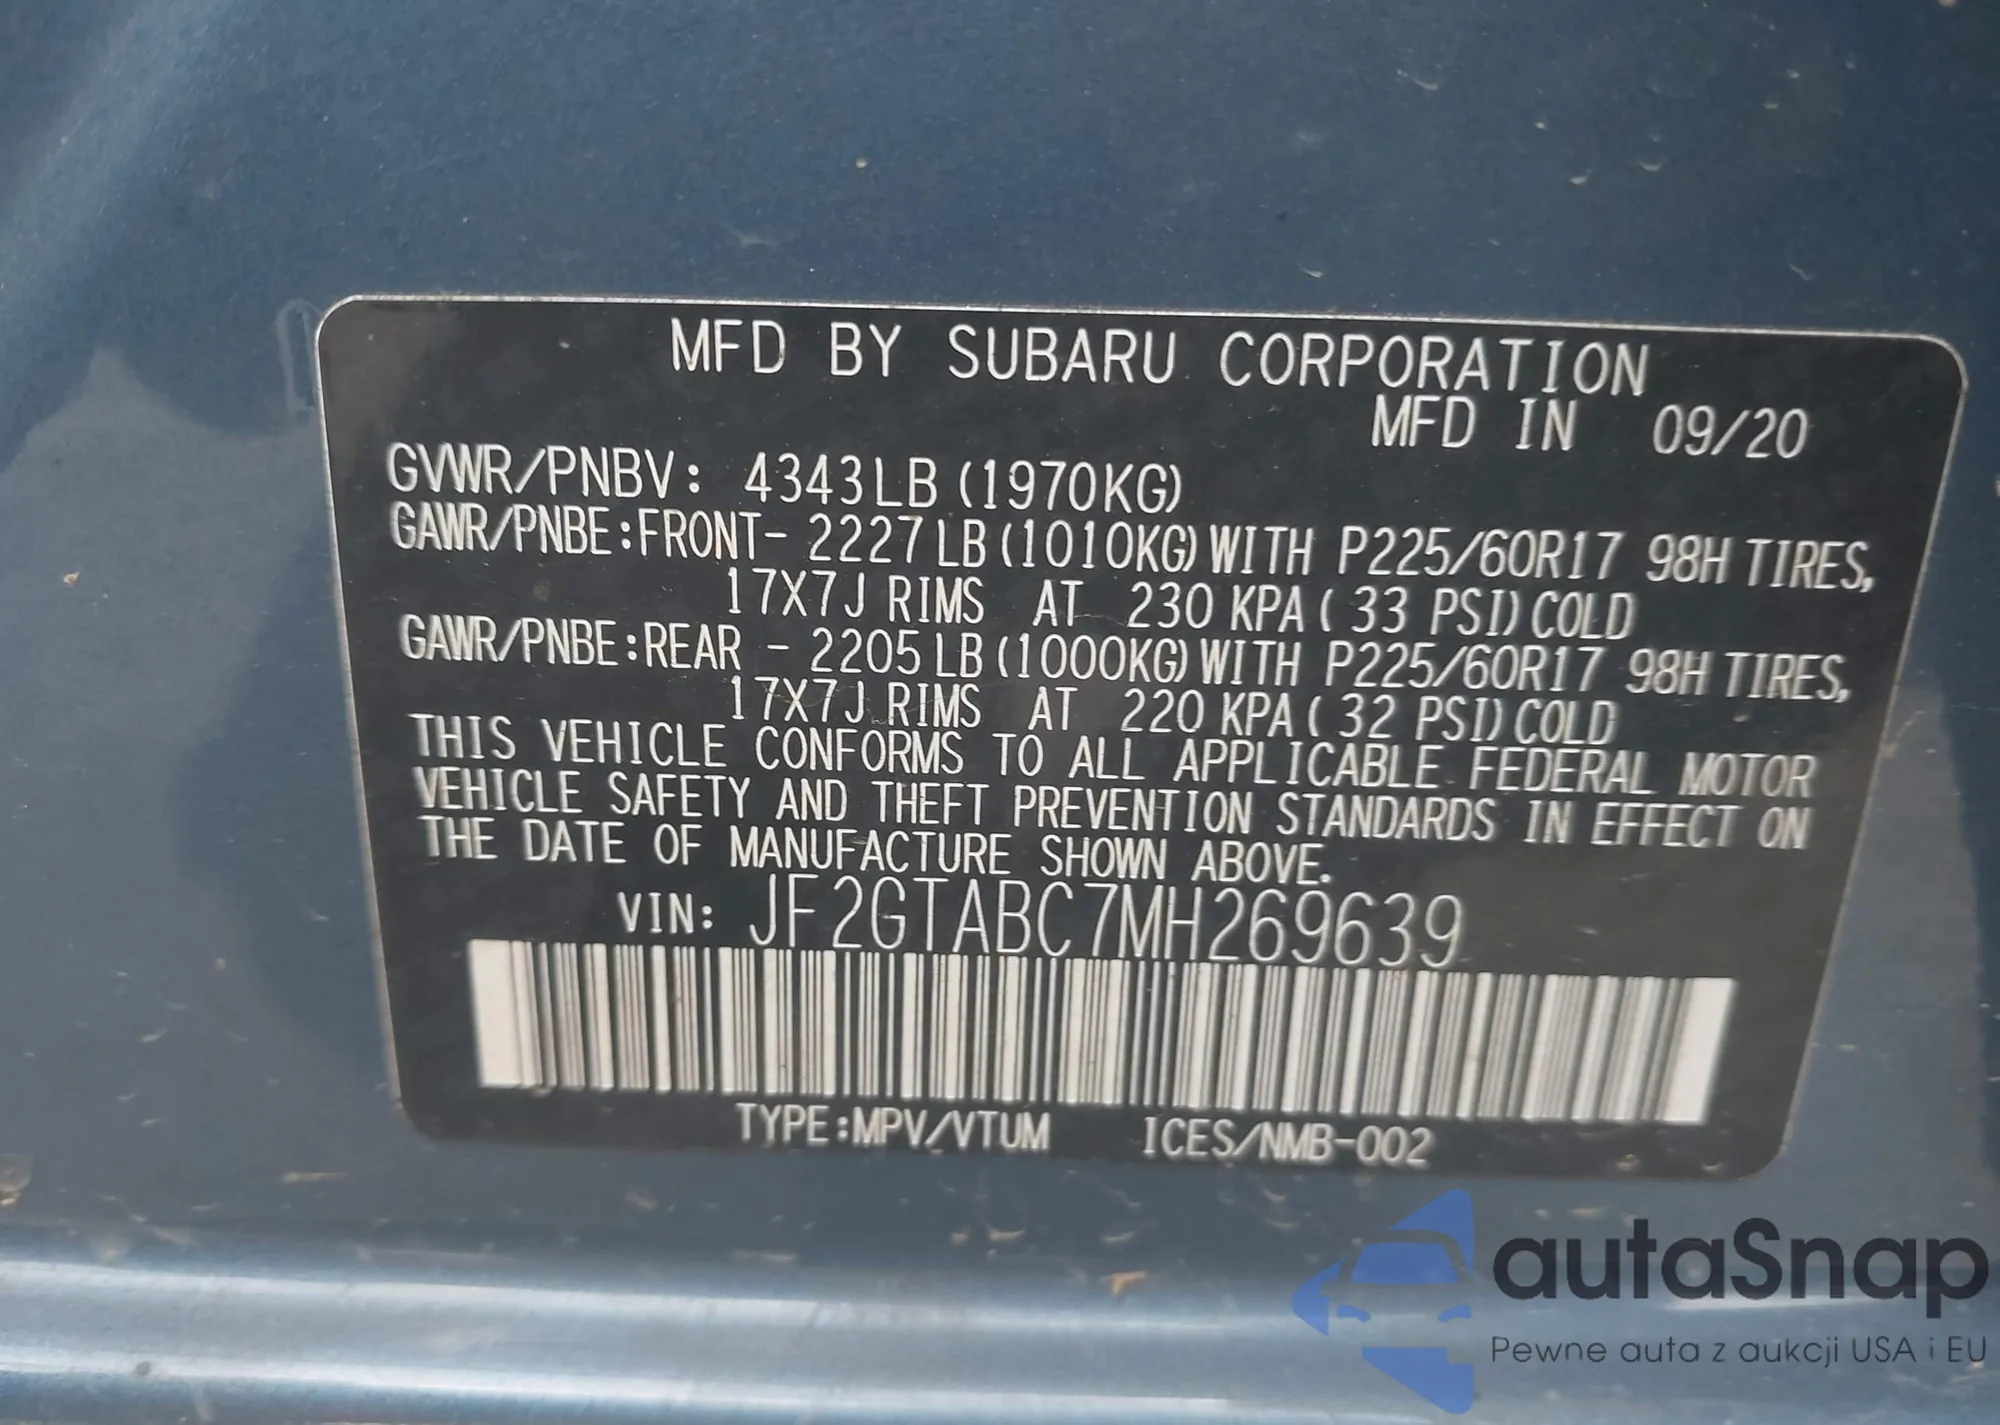 MFD BY SUBARU CORPORATION
MFD IN 09/20
GVWR/PNBV: 4343LB (1970KG)
GAWR/PNBE:FRONT- 2227LB (1010KG) WITH P225/60R17 98H TIRES,
17X7J RIMS AT 230 KPA ( 33 PSI) COLD
GAWR/PNBE:REAR - 2205LB (1000KG) WITH P225/60R17 98H TIRES,
17X7J RIMS AT 220 KPA ( 32 PSI) COLD
THIS VEHICLE CONFORMS TO ALL APPLICABLE FEDERAL MOTOR
VEHICLE SAFETY AND THEFT PREVENTION STANDARDS IN EFFECT ON
THE DATE OF MANUFACTURE SHOWN ABOVE.
VIN: JF2GTABC7MH269639
TYPE:MPV/VTUM ICES/NMB-002
autaSnap
Pewne auta z aukcji USA i EU